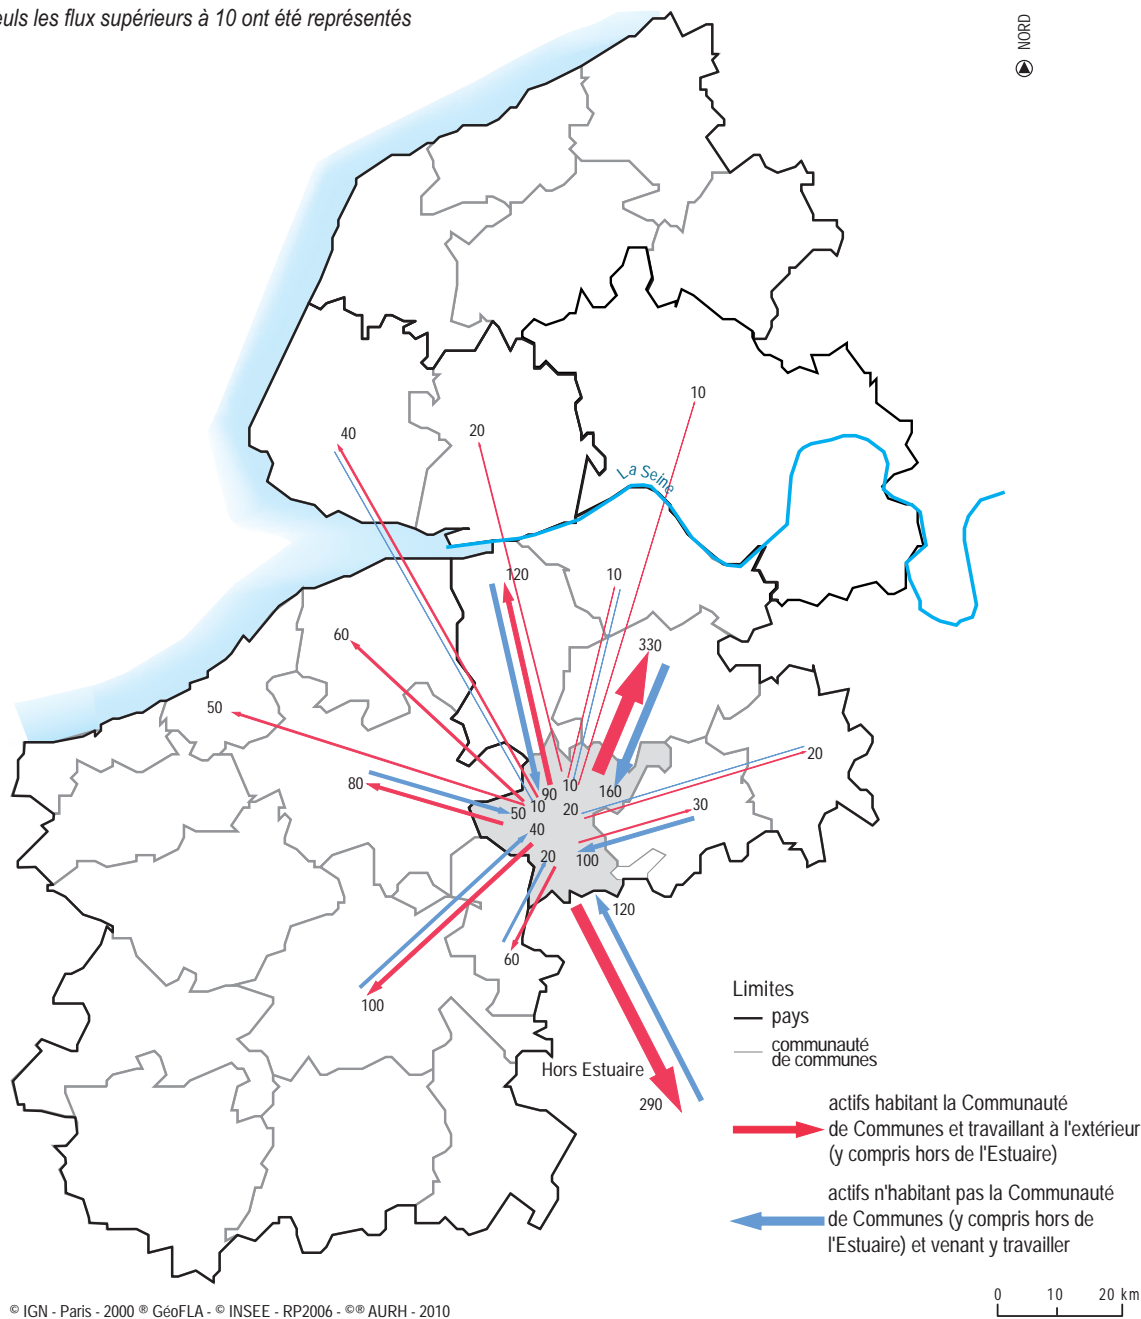 euls les flux supérieurs à 10 ont été représentés
NORD
10
40
20
La Seine
120
10
60
330
50
20
80
90
10
160
10
20
30
50
40
20
100
120
60
100
Hors Estuaire
290
Limites
pays
communauté
de communes
actifs habitant la Communauté
de Communes et travaillant à l'extérieur
(y compris hors de l'Estuaire)
actifs n'habitant pas la Communauté
de Communes (y compris hors de
l'Estuaire) et venant y travailler
0 10 20 km
© IGN - Paris - 2000 ® GéoFLA - © INSEE - RP2006 - ©® AURH - 2010